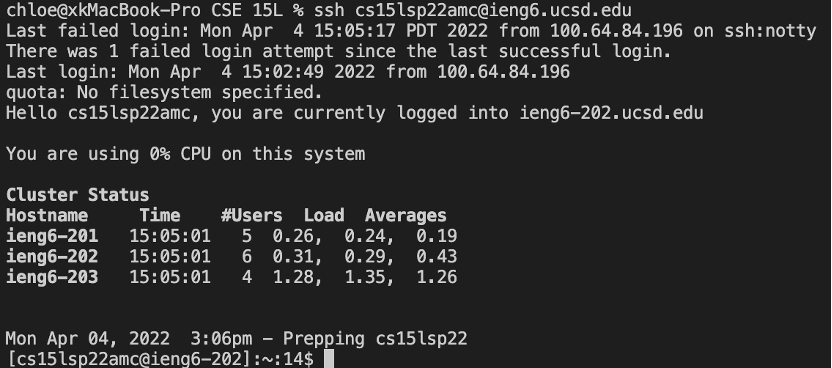 chloe@xkMacBook-Pro CSE 15L % ssh cs15lsp22amc@ieng6.ucsd.edu
Last failed login: Mon Apr  4 15:05:17 PDT 2022 from 100.64.84.196 on ssh:notty
There was 1 failed login attempt since the last successful login.
Last login: Mon Apr  4 15:02:49 2022 from 100.64.84.196
quota: No filesystem specified.
Hello cs15lsp22amc, you are currently logged into ieng6-202.ucsd.edu
You are using 0% CPU on this system
Cluster Status
Hostname     Time    #Users  Load  Averages
ieng6-201   15:05:01   5  0.26,  0.24,  0.19
ieng6-202   15:05:01   6  0.31,  0.29,  0.43
ieng6-203   15:05:01   4  1.28,  1.35,  1.26
Mon Apr 04, 2022  3:06pm - Prepping cs15lsp22
[cs15lsp22amc@ieng6-202]:~:14$